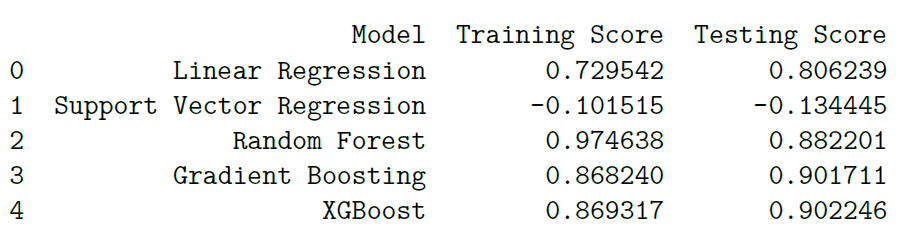 Model Training Score Testing Score
0 Linear Regression 0.729542 0.806239
1 Support Vector Regression -0.101515 -0.134445
2 Random Forest 0.974638 0.882201
3 Gradient Boosting 0.868240 0.901711
4 XGBoost 0.869317 0.902246